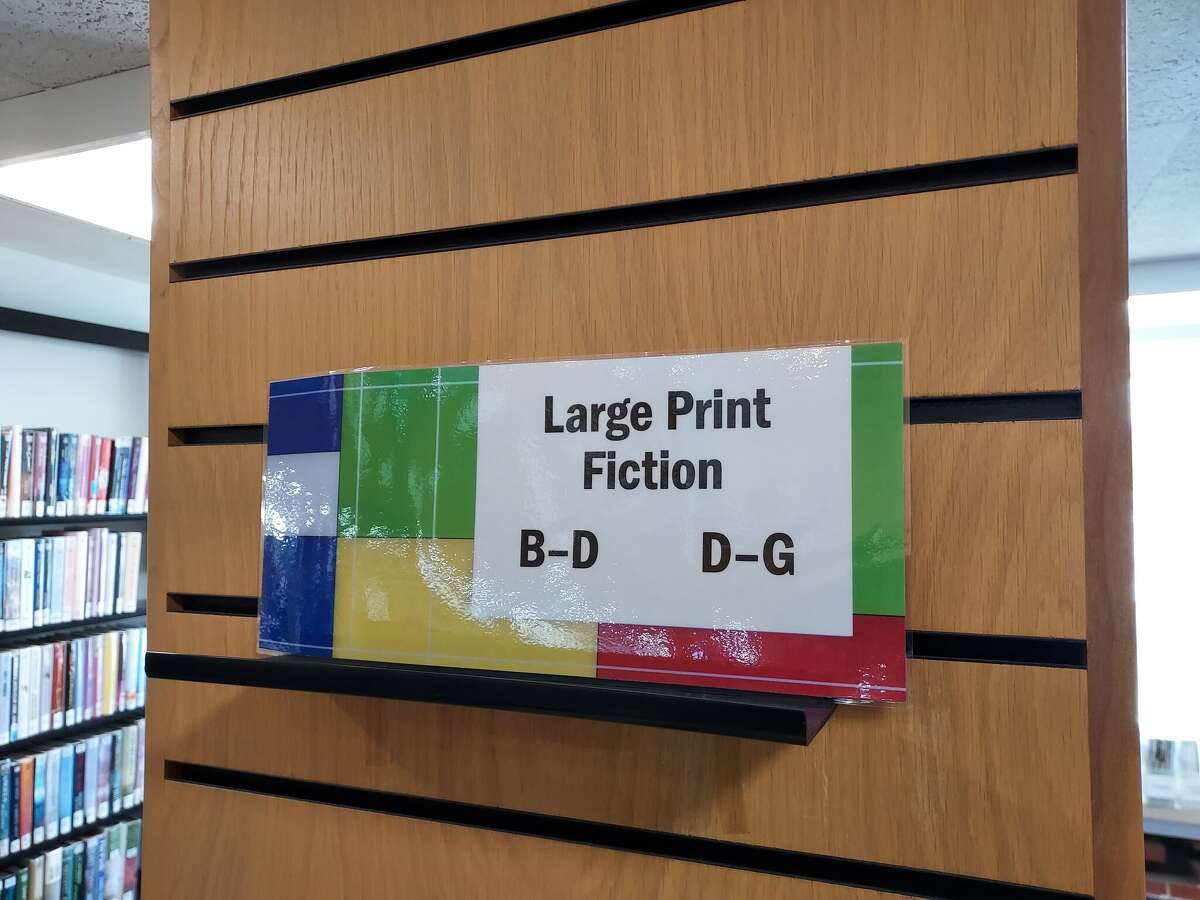 Large Print
Fiction
B–D D–G